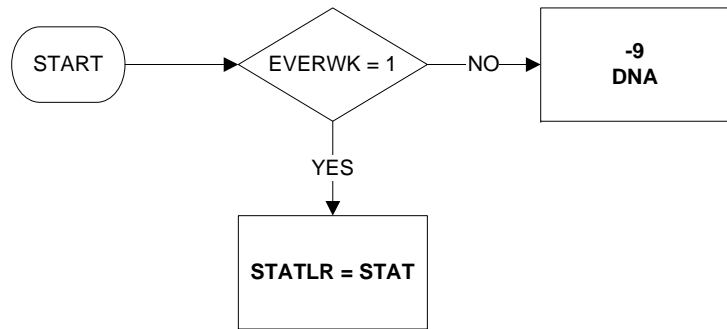 START
EVERWK = 1
NO
-9
DNA
YES
STATLR = STAT